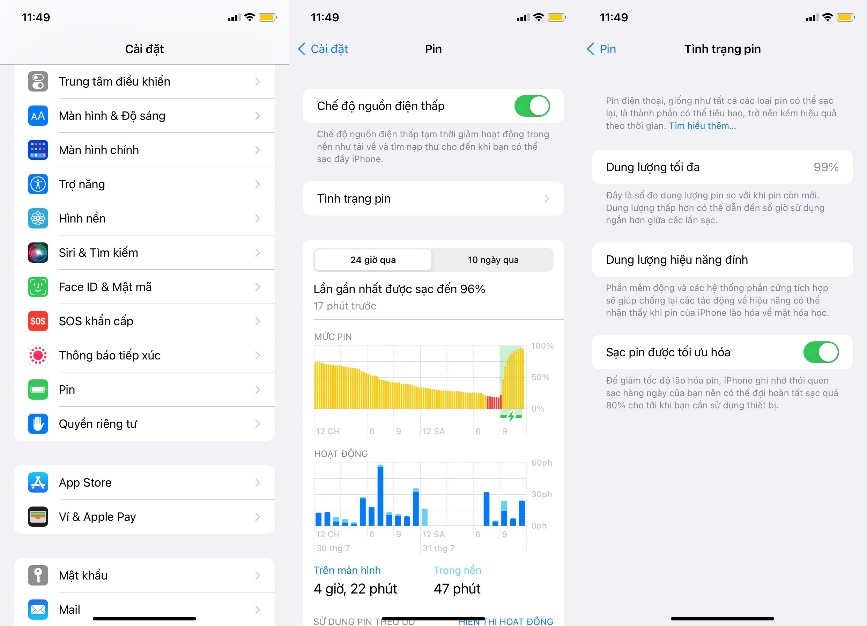 11:49
Cài đặt
Trung tâm điều khiển
AA
Màn hình & Độ sáng
Màn hình chính
Trợ năng
Hình nền
Siri & Tìm kiếm
Face ID & Mật mã
SOS
SOS khẩn cấp
Thông báo tiếp xúc
Pin
Quyền riêng tư
App Store
Ví & Apple Pay
Mật khẩu
Mail
11:49
Cài đặt
Pin
Chế độ nguồn điện thấp
Chế độ nguồn điện thấp tạm thời giảm hoạt động trong
nền như tải về và tìm nạp thư cho đến khi bạn có thể
sạc đầy iPhone.
Tình trạng pin
24 giờ qua
10 ngày qua
Lần gần nhất được sạc đến 96%
17 phút trước
MỨC PIN
100%
50%
0%
12 CH 6 9 12 SA 6 9
HOẠT ĐỘNG
60ph
30ph
0ph
12 CH 6 9 12 SA 6 9
30 thg 7 31 thg 7
Trên màn hình Trong nền
4 giờ, 22 phút 47 phút
SỬ DỤNG PIN THEO ƯD HIỂN THỊ HOẠT ĐỘNG
11:49
Pin
Tình trạng pin
Pin điện thoại, giống như tất cả các loại pin có thể sạc
lại, là thành phần có thể tiêu hao, trở nên kém hiệu quả
theo thời gian. Tìm hiểu thêm...
Dung lượng tối đa 99%
Đây là số đo dung lượng pin so với khi pin còn mới.
Dung lượng thấp hơn có thể dẫn đến số giờ sử dụng
ngắn hơn giữa các lần sạc.
Dung lượng hiệu năng đỉnh
Phần mềm động và các hệ thống phần cứng tích hợp
sẽ giúp chống lại các tác động về hiệu năng có thể
nhận thấy khi pin của iPhone lão hóa về mặt hóa học.
Sạc pin được tối ưu hóa
Để giảm tốc độ lão hóa pin, iPhone ghi nhớ thói quen
sạc hàng ngày của bạn nên có thể đợi hoàn tất sạc quá
80% cho tới khi bạn cần sử dụng thiết bị.